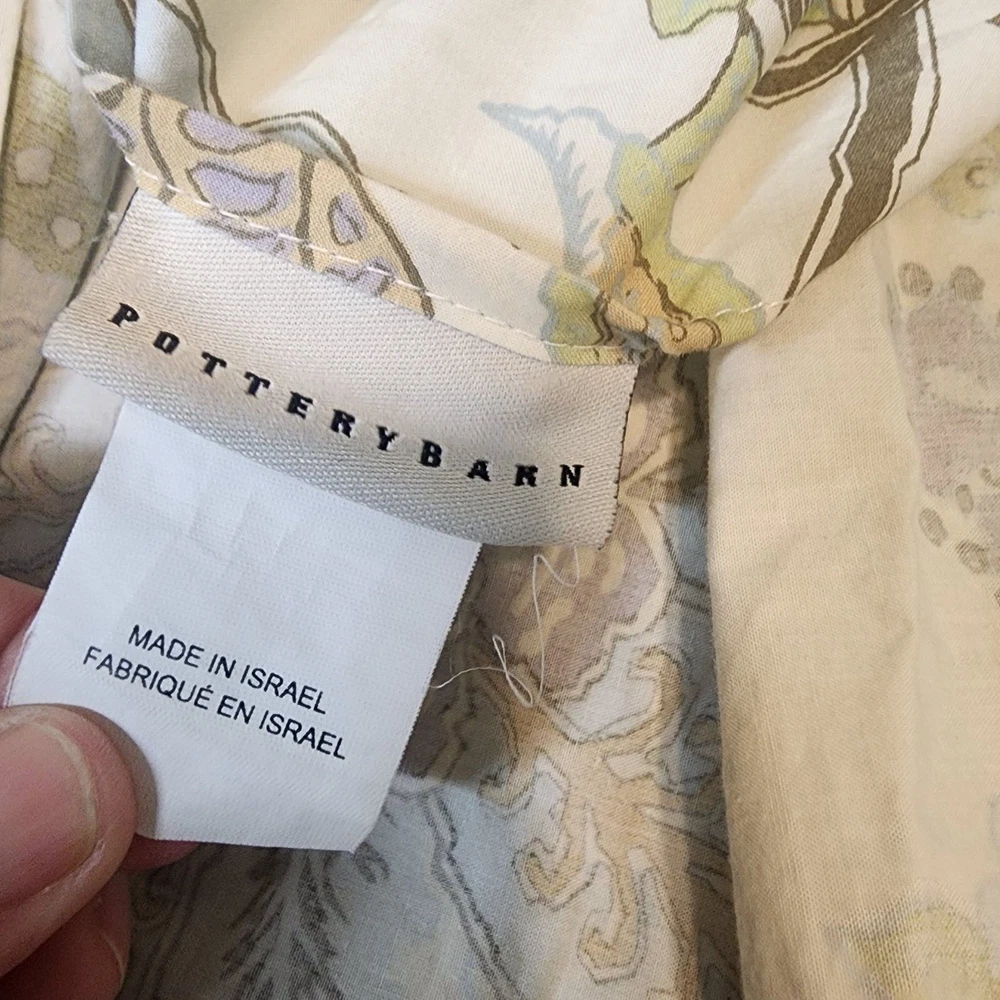 POTTERYBARN
MADE IN ISRAEL
FABRIQUÉ EN ISRAEL